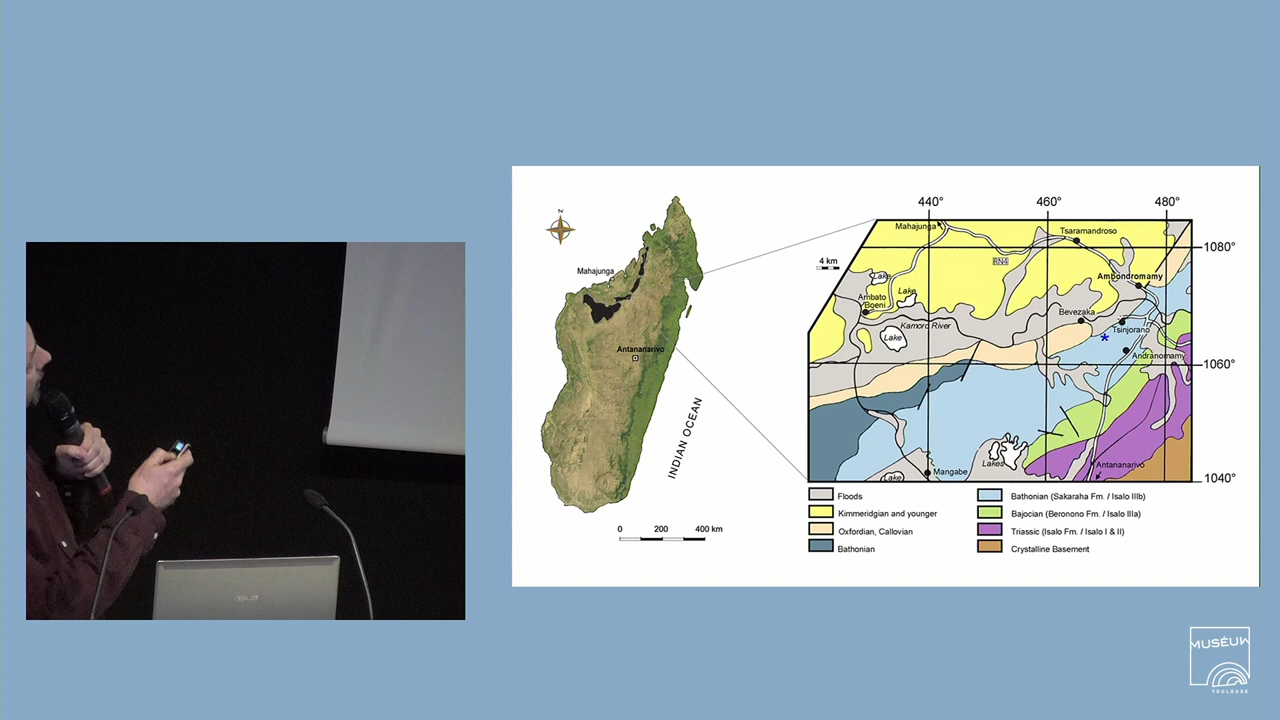 N
Mahajunga
Antananarivo
INDIAN OCEAN
0 200 400 km
440° 460° 480°
1080°
1060°
1040°
4 km
Mahajunga
Tsaramandroso
RN4
Ambondromamy
Lake
Lake
Ambato
Boeni
Bevezaka
Kamoro River
Tsinjorano
*
Lake
Andranomamy
Lakes
Antananarivo
Mangabe
Lake
Floods
Kimmeridgian and younger
Oxfordian, Callovian
Bathonian
Bathonian (Sakaraha Fm. / Isalo IIIb)
Bajocian (Beronono Fm. / Isalo IIIa)
Triassic (Isalo Fm. / Isalo I & II)
Crystalline Basement
ASUS
MUSÉUM
TOULOUSE